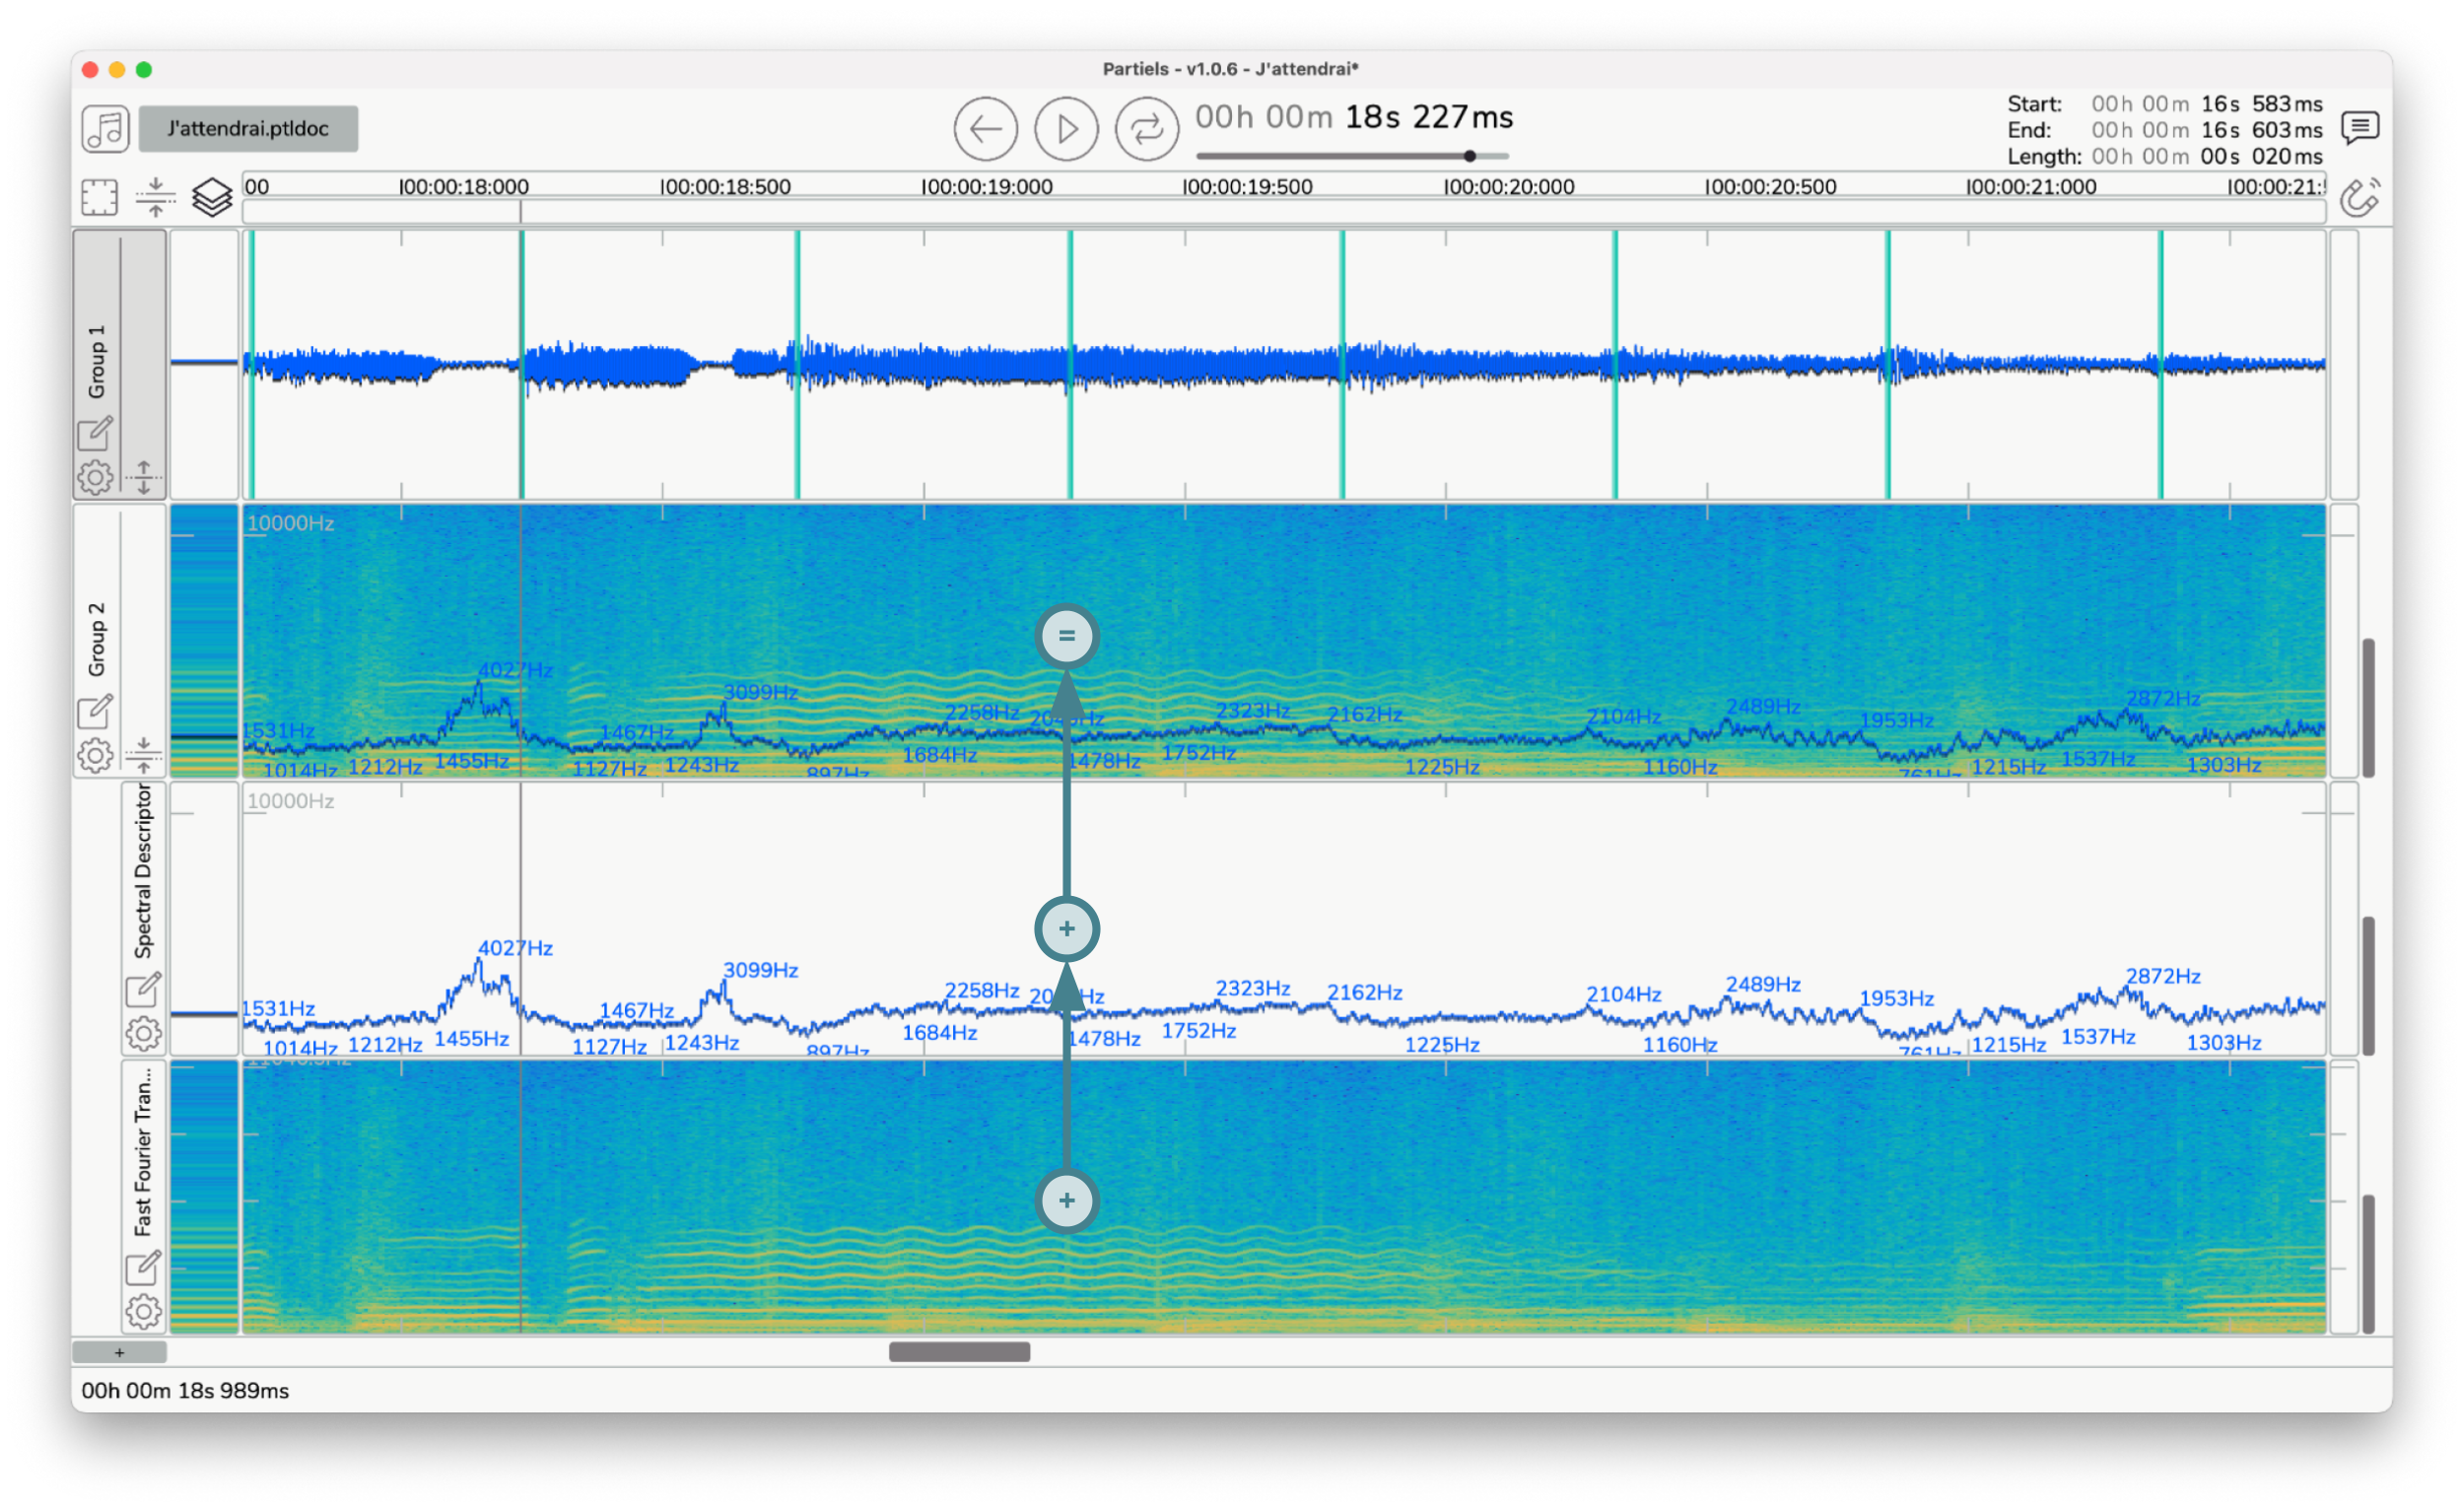 Partiels - v1.0.6 - J'attendrai*
J'attendrai.ptldoc
00h 00m 18s 227ms
Start: 00h 00m 16s 583ms
End: 00h 00m 16s 603ms
Length: 00h 00m 00s 020ms
00 00:00:18:000 00:00:18:500 00:00:19:000 00:00:19:500 00:00:20:000 00:00:20:500 00:00:21:000 00:00:21:
Group 1
Group 2
10000Hz
4027Hz
3099Hz
1531Hz 1467Hz 2258Hz 2323Hz 2162Hz 2104Hz 2489Hz 1953Hz 2872Hz
1014Hz 1212Hz 1455Hz 1127Hz 1243Hz 897Hz 1684Hz 1478Hz 1752Hz 1225Hz 1160Hz 761Hz 1215Hz 1537Hz 1303Hz
=
Spectral Descriptor
10000Hz
4027Hz
3099Hz
1531Hz 1467Hz 2258Hz 2323Hz 2162Hz 2104Hz 2489Hz 1953Hz 2872Hz
1014Hz 1212Hz 1455Hz 1127Hz 1243Hz 897Hz 1684Hz 1478Hz 1752Hz 1225Hz 1160Hz 761Hz 1215Hz 1537Hz 1303Hz
+
Fast Fourier Tran...
+
+
00h 00m 18s 989ms